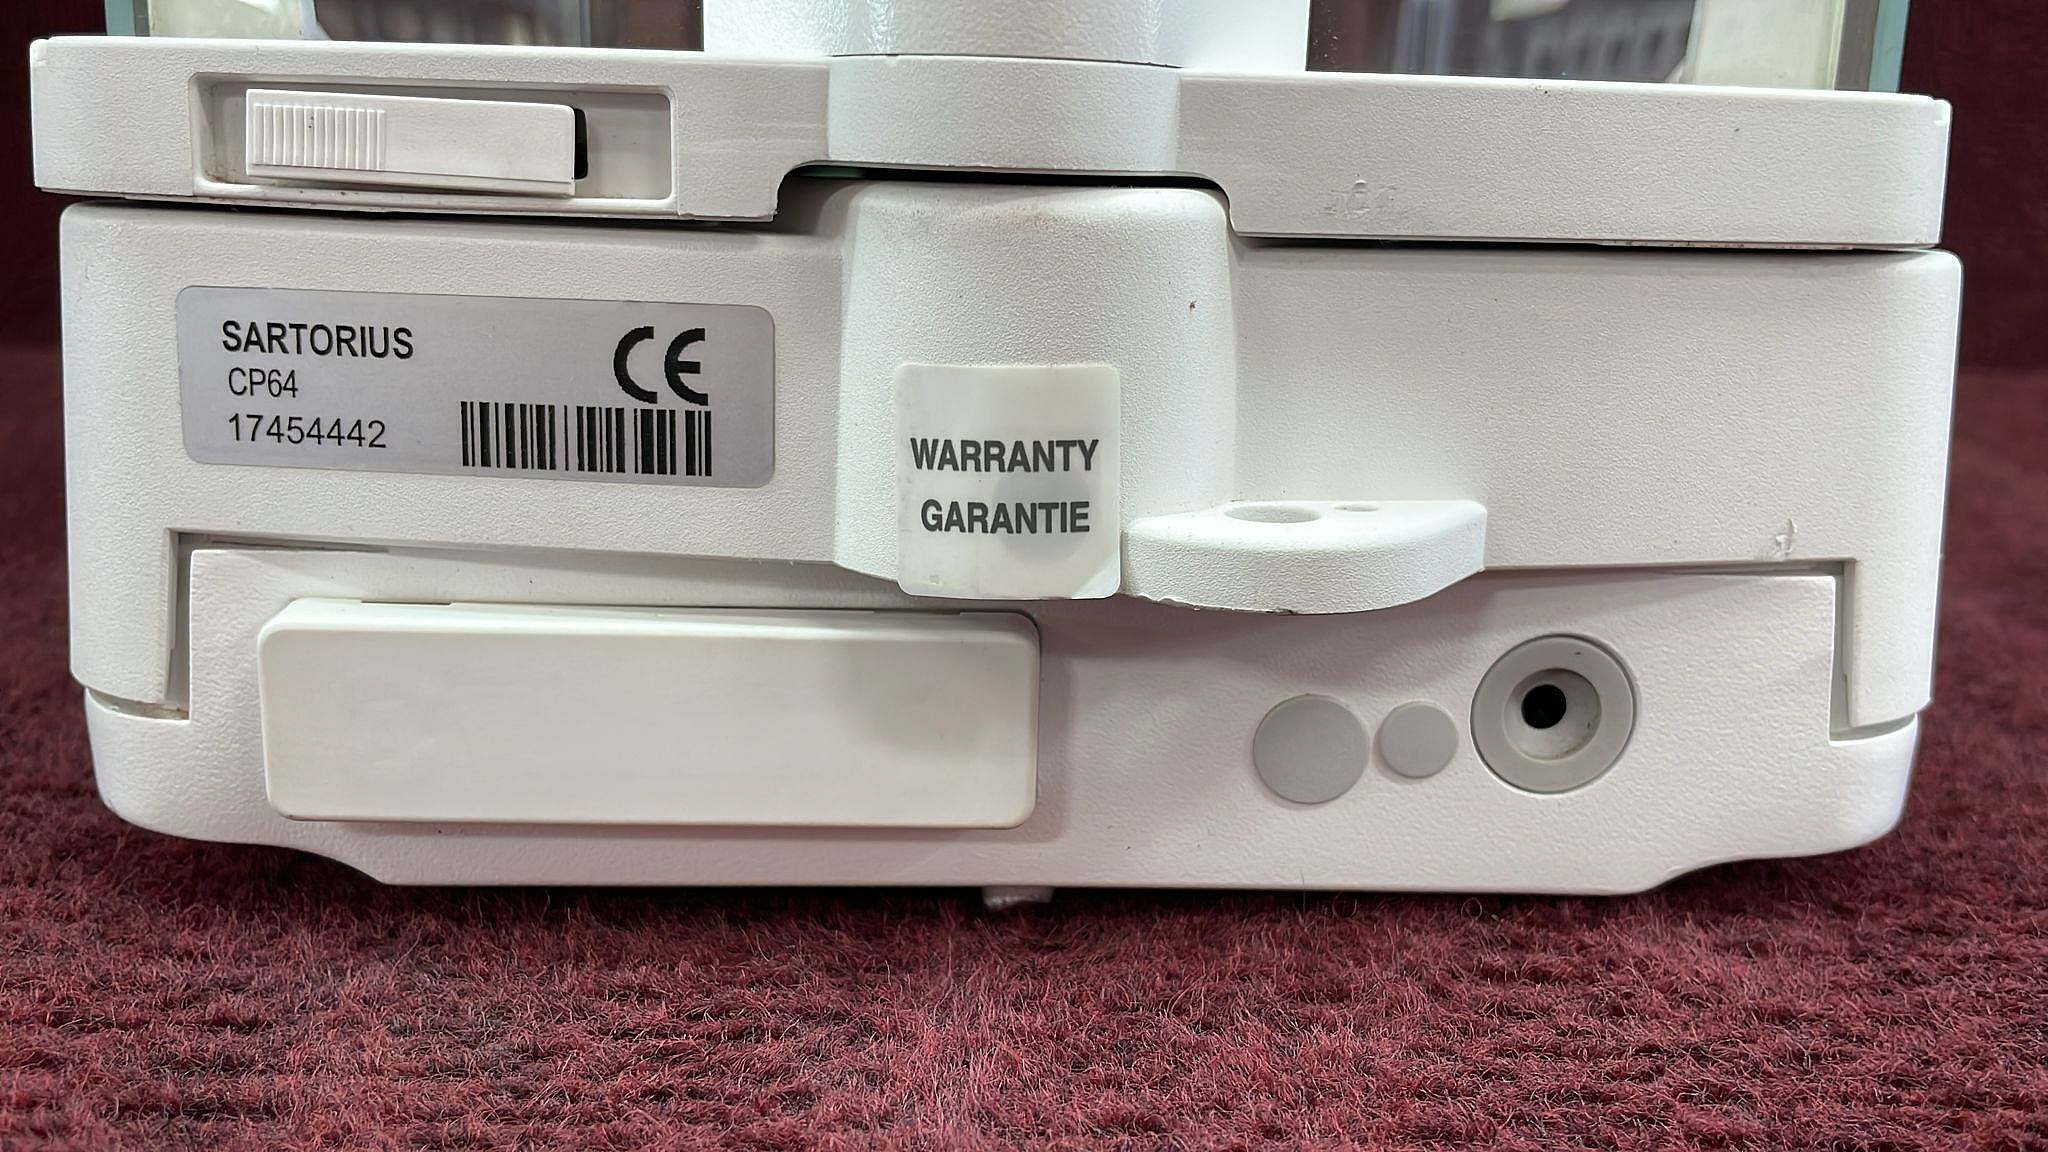 SARTORIUS
CP64
17454442
CE
WARRANTY
GARANTIE